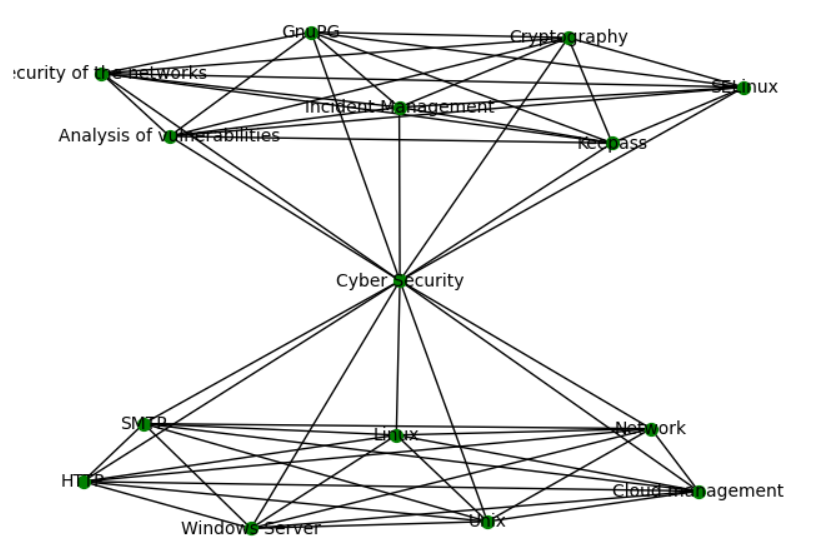 GnuPG
Cryptography
ecurity of the networks
SELinux
Incident Management
Analysis of vulnerabilities
Keepass
Cyber Security
SMTP
Network
Linux
HTTP
Cloud management
Unix
Windows Server